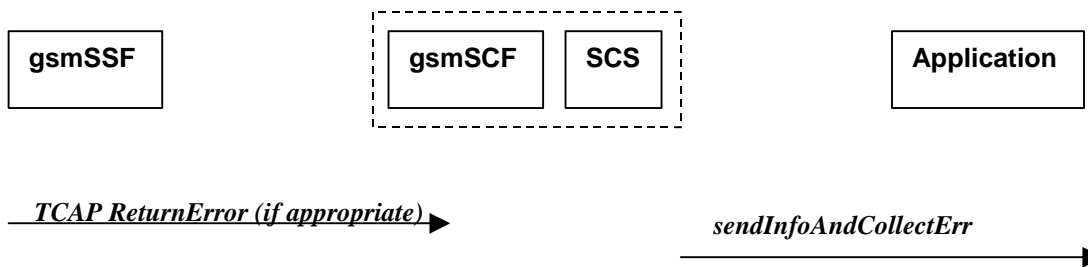 gsmSSF
gsmSCF
SCS
Application
TCAP ReturnError (if appropriate)
sendInfoAndCollectErr